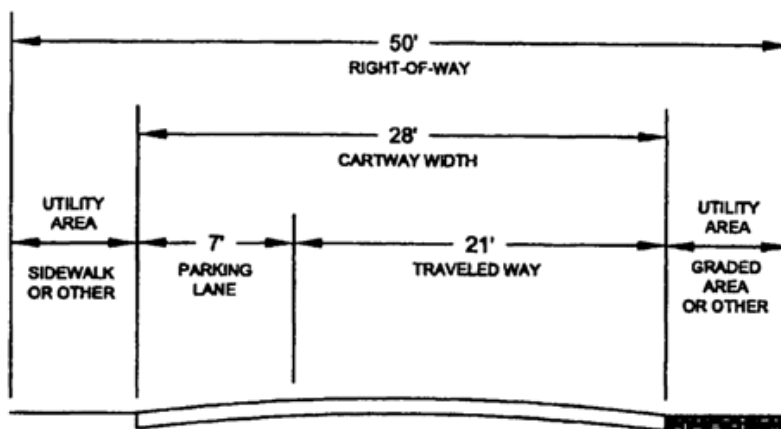 50'
RIGHT-OF-WAY
28'
CARTWAY WIDTH
UTILITY
AREA
SIDEWALK
OR OTHER
7'
PARKING
LANE
21'
TRAVELED WAY
UTILITY
AREA
GRADED
AREA
OR OTHER